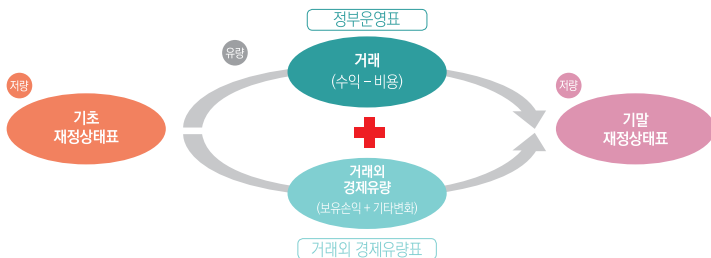 정부운영표
유량
거래
(수익 – 비용)
저량
기초
재정상태표
저량
기말
재정상태표
거래외
경제유량
(보유손익 + 기타변화)
거래외 경제유량표